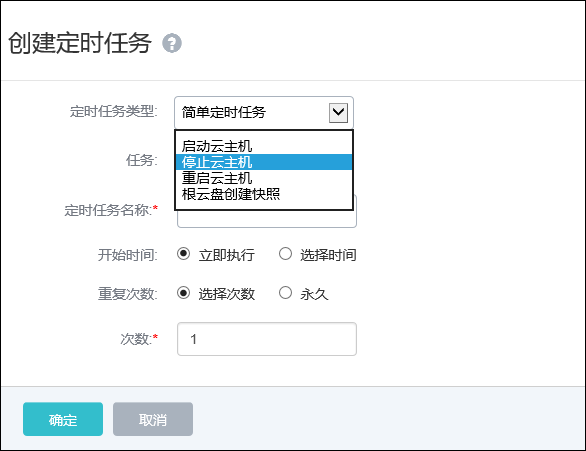 创建定时任务 ?
定时任务类型: 简单定时任务
启动云主机
任务: 停止云主机
重启云主机
根云盘创建快照
定时任务名称:*
开始时间: 立即执行 选择时间
重复次数: 选择次数 永久
次数:* 1
确定 取消